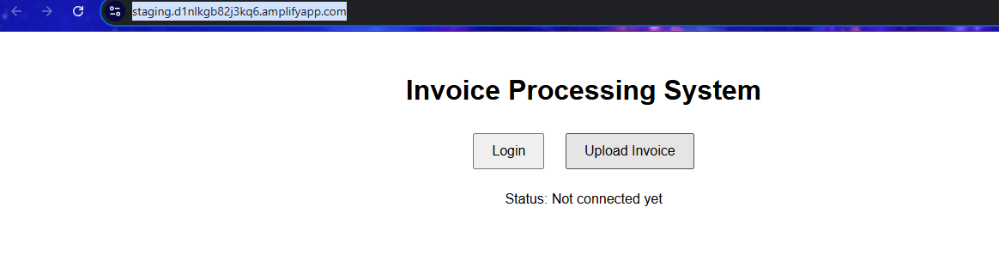 staging.d1nlkgb82j3kq6.amplifyapp.com
Invoice Processing System
Login Upload Invoice
Status: Not connected yet